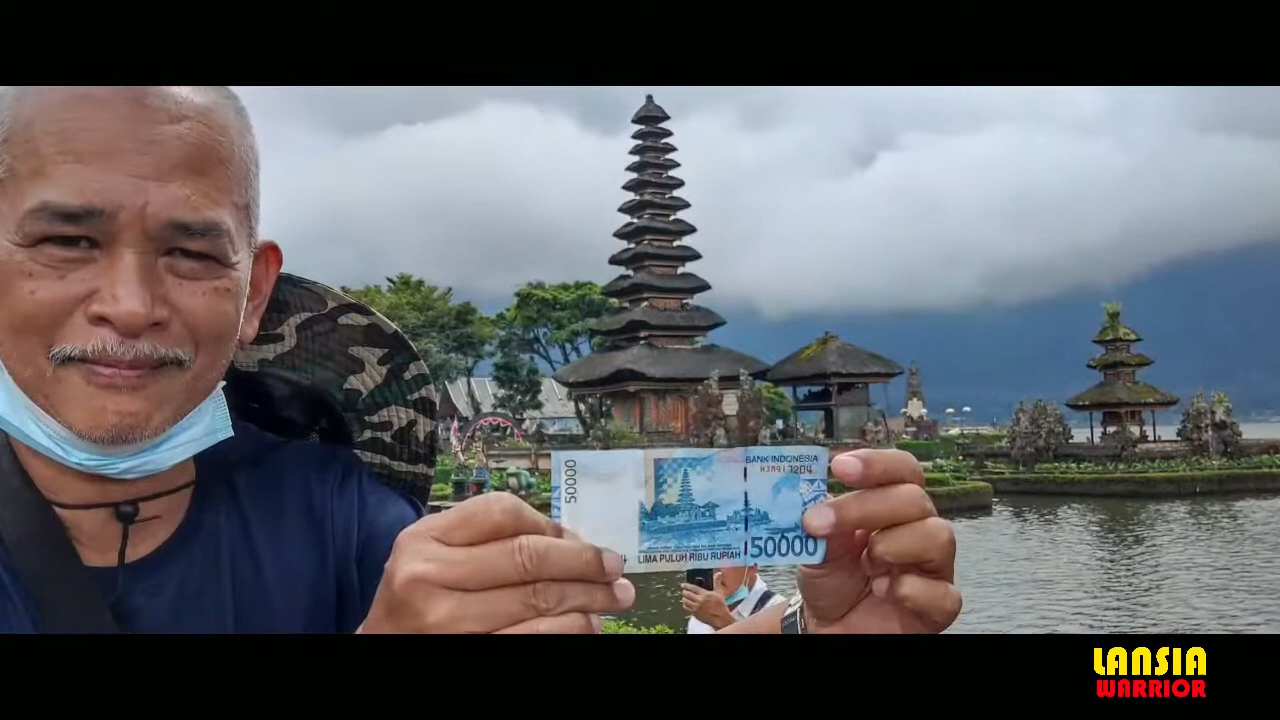 50000
BANK INDONESIA
LIMA PULUH RIBU RUPIAH
50000
LANSIA
WARRIOR